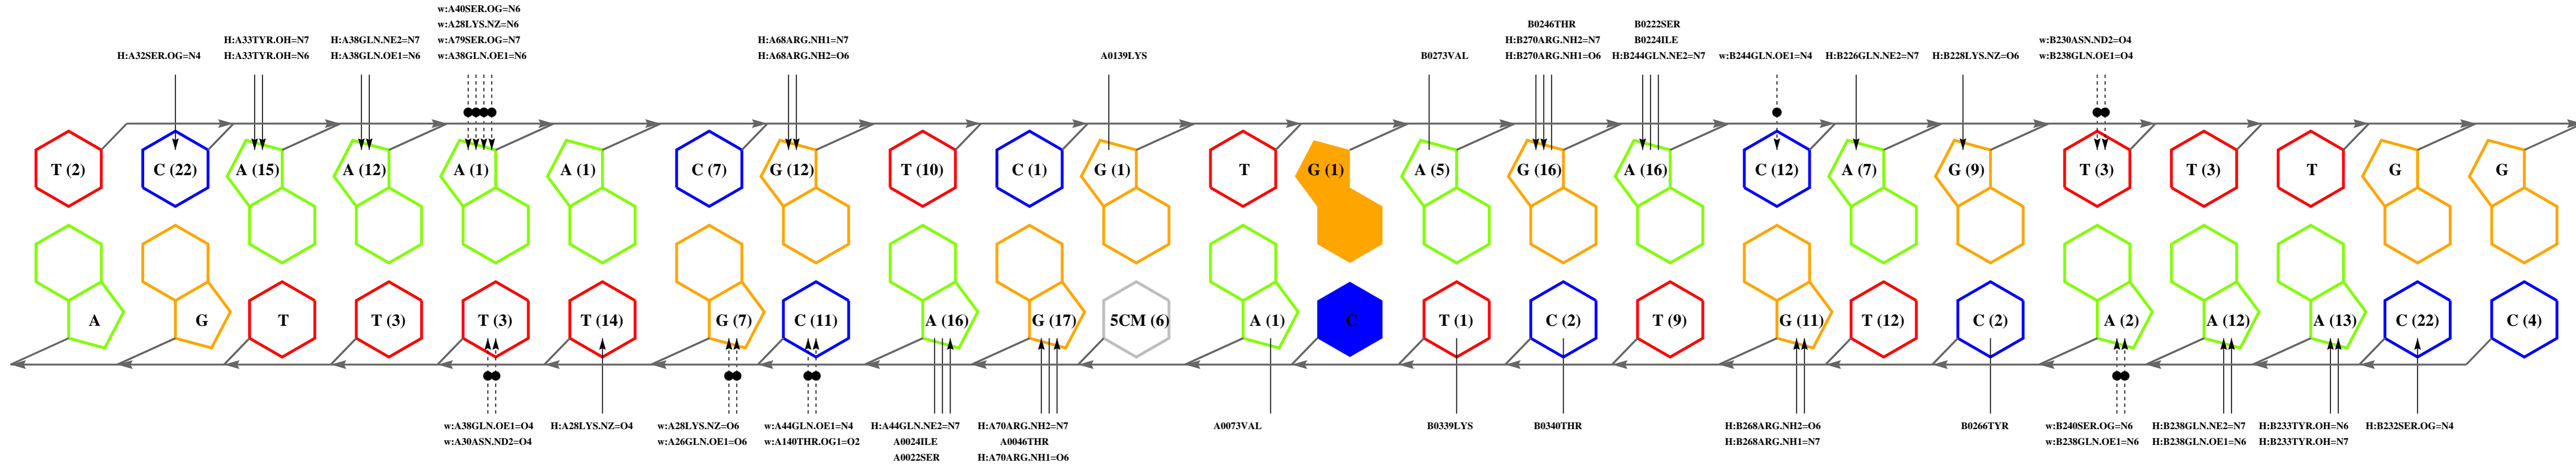 w:A40SER.OG=N6
w:A28LYS.NZ=N6
H:A33TYR.OH=N7 H:A38GLN.NE2=N7 w:A79SER.OG=N7 H:A68ARG.NH1=N7 H:B270ARG.NH2=N7 B0224ILE w:B230ASN.ND2=O4
B0246THR B0222SER
H:A32SER.OG=N4 H:A33TYR.OH=N6 H:A38GLN.OE1=N6 w:A38GLN.OE1=N6 H:A68ARG.NH2=O6 A0139LYS B0273VAL H:B270ARG.NH1=O6 H:B244GLN.NE2=N7 w:B244GLN.OE1=N4 H:B226GLN.NE2=N7 H:B228LYS.NZ=O6 w:B238GLN.OE1=O4
T (2) C (22) A (15) A (12) A (1) A (1) C (7) G (12) T (10) C (1) G (1) T G (1) A (5) G (16) A (16) C (12) A (7) G (9) T (3) T (3) T G G
A G T T (3) T (3) T (14) G (7) C (11) A (16) G (17) 5CM (6) A (1) C T (1) C (2) T (9) G (11) T (12) C (2) A (2) A (12) A (13) C (22) C (4)
w:A38GLN.OE1=O4 H:A28LYS.NZ=O4 w:A28LYS.NZ=O6 w:A44GLN.OE1=N4 H:A44GLN.NE2=N7 H:A70ARG.NH2=N7 A0073VAL B0339LYS B0340THR H:B268ARG.NH2=O6 B0266TYR w:B240SER.OG=N6 H:B238GLN.NE2=N7 H:B233TYR.OH=N6 H:B232SER.OG=N4
w:A30ASN.ND2=O4 w:A26GLN.OE1=O6 w:A140THR.OG1=O2 A0024ILE A0046THR H:B268ARG.NH1=N7 w:B238GLN.OE1=N6 H:B238GLN.OE1=N6 H:B233TYR.OH=N7
A0022SER H:A70ARG.NH1=O6